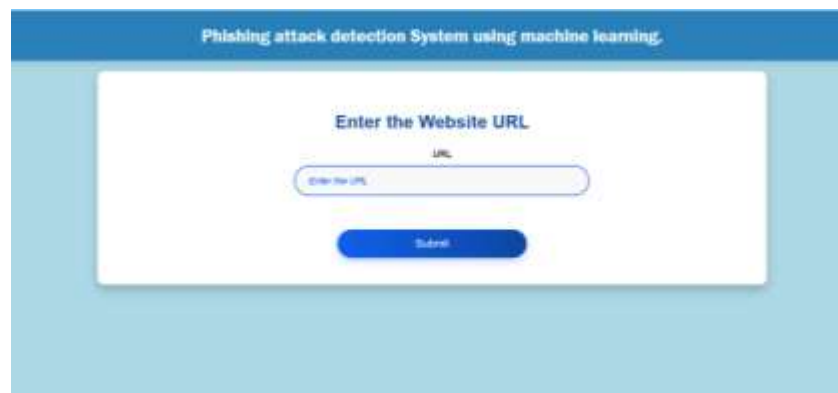 Phishing attack detection System using machine learning.
Enter the Website URL
URL
Enter the URL
Submit